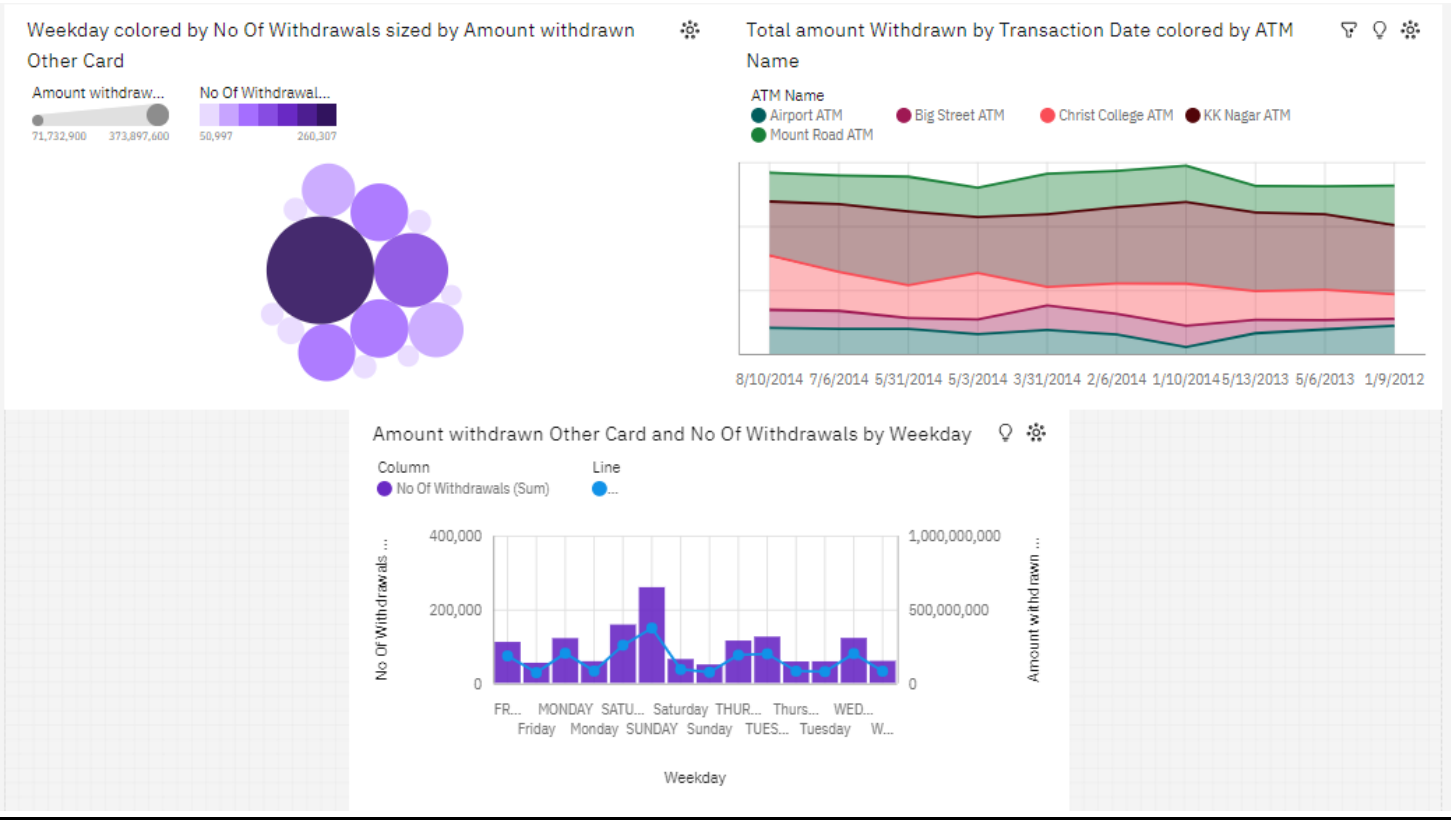 Weekday colored by No Of Withdrawals sized by Amount withdrawn
Other Card
Amount withdraw...
No Of Withdrawal...
71,732,900
373,897,600
50,997
260,307
Total amount Withdrawn by Transaction Date colored by ATM
Name
ATM Name
Airport ATM
Big Street ATM
Christ College ATM
KK Nagar ATM
Mount Road ATM
8/10/2014 7/6/2014 5/31/2014 5/3/2014 3/31/2014 2/6/2014 1/10/2014 5/13/2013 5/6/2013 1/9/2012
Amount withdrawn Other Card and No Of Withdrawals by Weekday
Column
Line
No Of Withdrawals (Sum)
...
No Of Withdrawals ...
400,000
200,000
0
1,000,000,000
500,000,000
0
Amount withdrawn ...
FR... MONDAY SATU... Saturday THUR... Thurs... WED...
Friday Monday SUNDAY Sunday TUES... Tuesday W...
Weekday